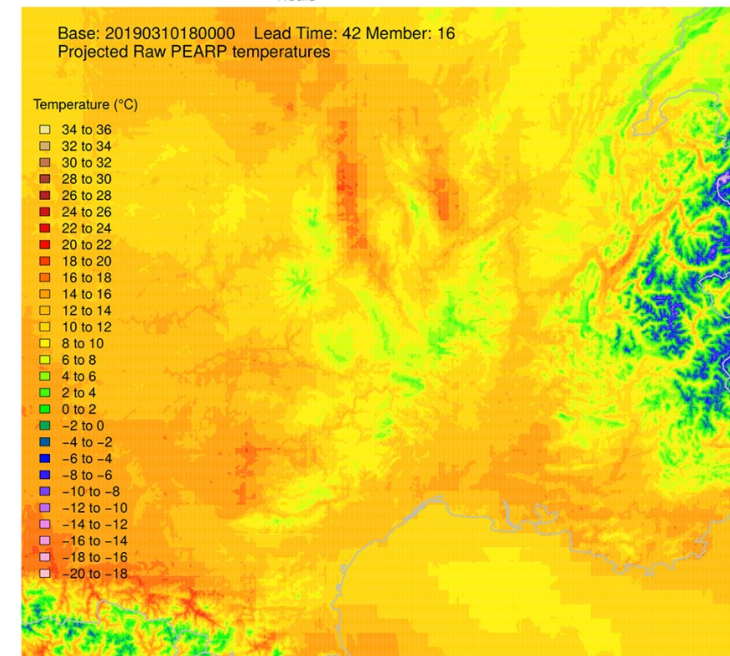 Base: 20190310180000    Lead Time: 42 Member: 16
Projected Raw PEARP temperatures
Temperature (°C)
34 to 36
32 to 34
30 to 32
28 to 30
26 to 28
24 to 26
22 to 24
20 to 22
18 to 20
16 to 18
14 to 16
12 to 14
10 to 12
8 to 10
6 to 8
4 to 6
2 to 4
0 to 2
−2 to 0
−4 to −2
−6 to −4
−8 to −6
−10 to −8
−12 to −10
−14 to −12
−16 to −14
−18 to −16
−20 to −18